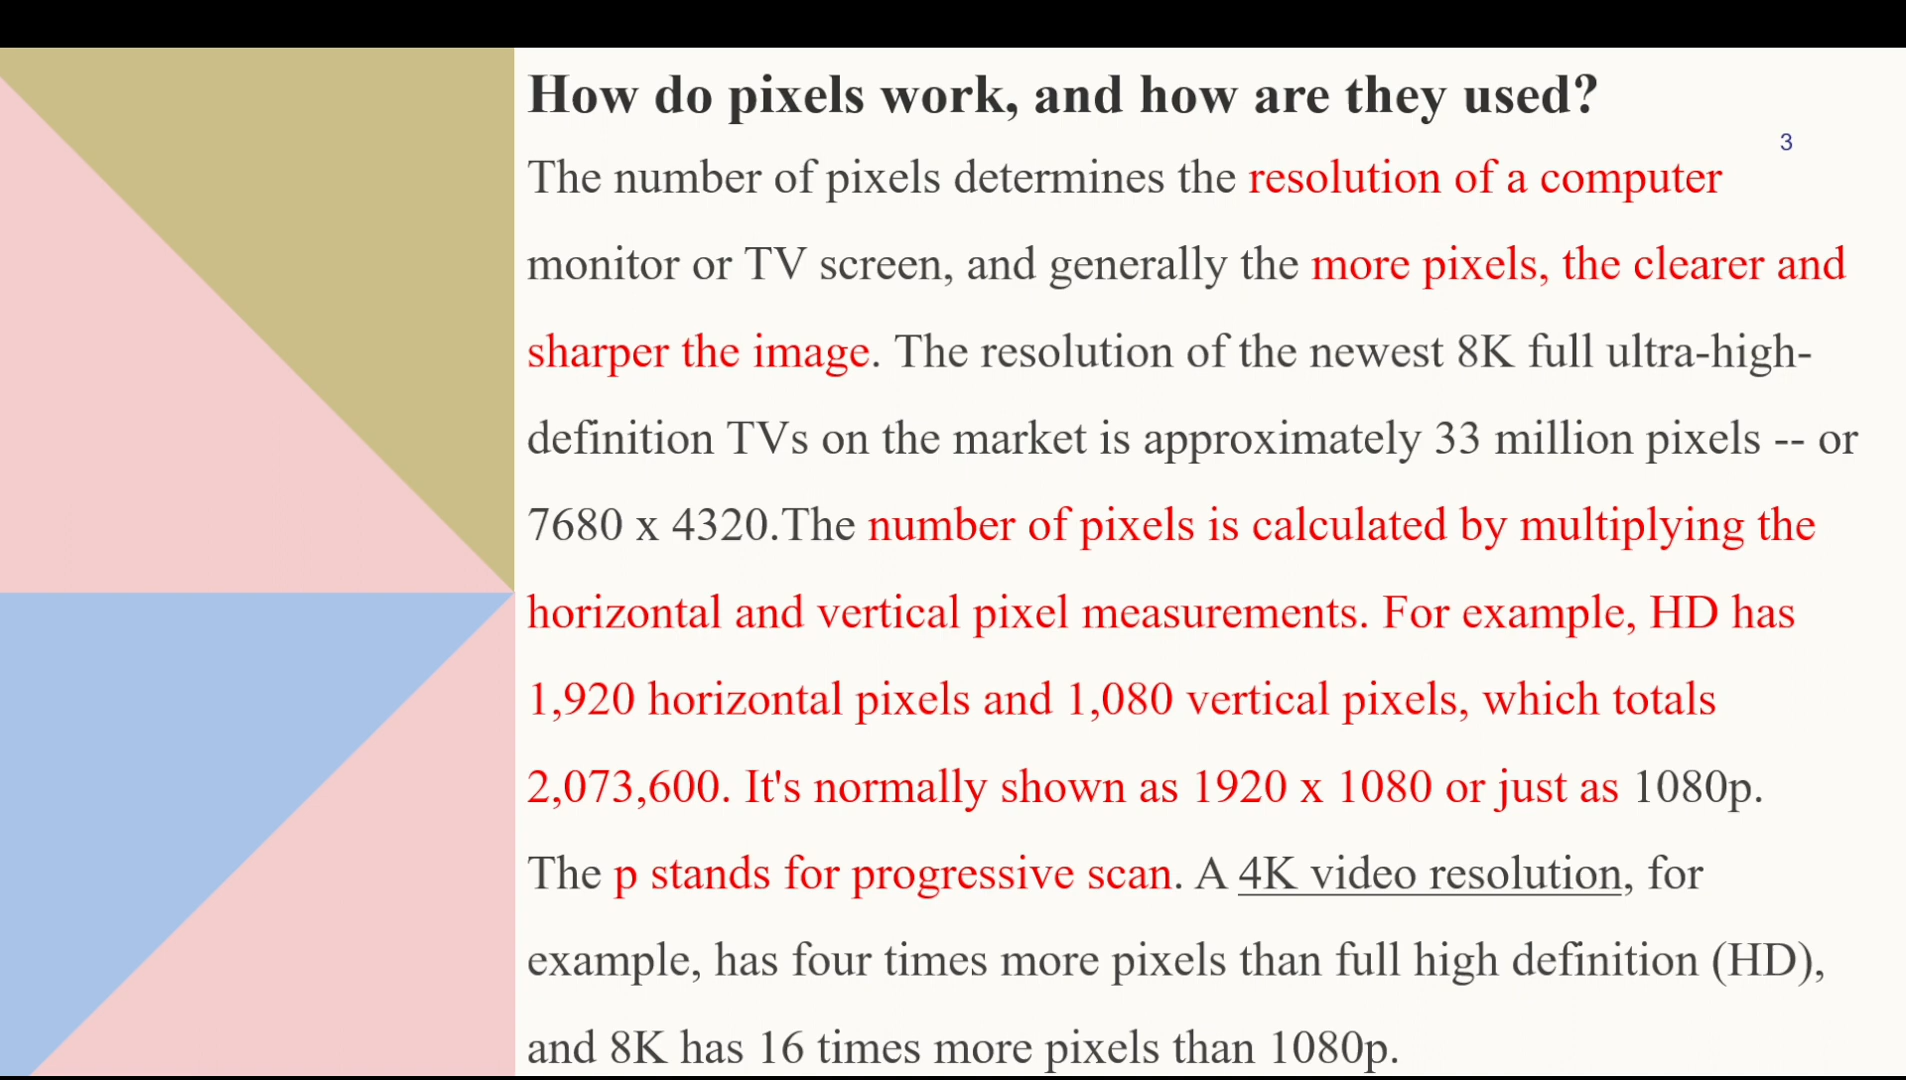 How do pixels work, and how are they used?
3
The number of pixels determines the resolution of a computer
monitor or TV screen, and generally the more pixels, the clearer and
sharper the image. The resolution of the newest 8K full ultra-high-
definition TVs on the market is approximately 33 million pixels -- or
7680 x 4320.The number of pixels is calculated by multiplying the
horizontal and vertical pixel measurements. For example, HD has
1,920 horizontal pixels and 1,080 vertical pixels, which totals
2,073,600. It's normally shown as 1920 x 1080 or just as 1080p.
The p stands for progressive scan. A 4K video resolution, for
example, has four times more pixels than full high definition (HD),
and 8K has 16 times more pixels than 1080p.